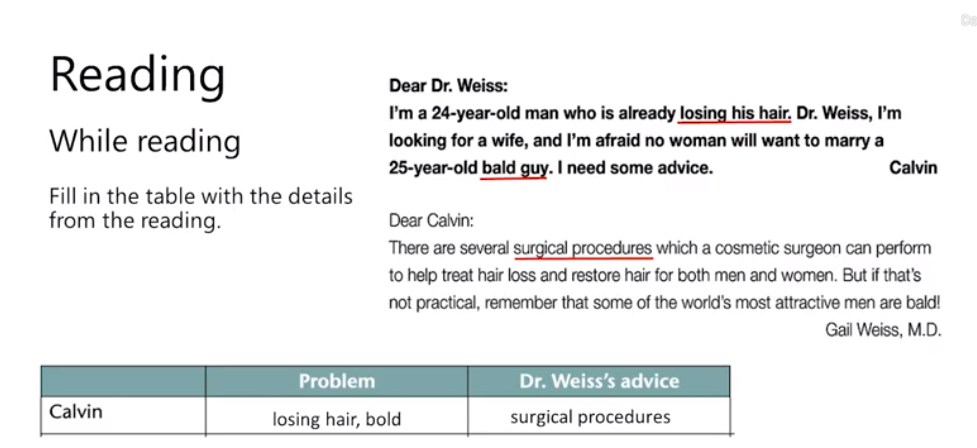 Reading
While reading
Fill in the table with the details
from the reading.
Dear Dr. Weiss:
I'm a 24-year-old man who is already losing his hair. Dr. Weiss, I'm
looking for a wife, and I'm afraid no woman will want to marry a
25-year-old bald guy. I need some advice. Calvin
Dear Calvin:
There are several surgical procedures which a cosmetic surgeon can perform
to help treat hair loss and restore hair for both men and women. But if that's
not practical, remember that some of the world's most attractive men are bald!
Gail Weiss, M.D.
Problem Dr. Weiss's advice
Calvin losing hair, bold surgical procedures